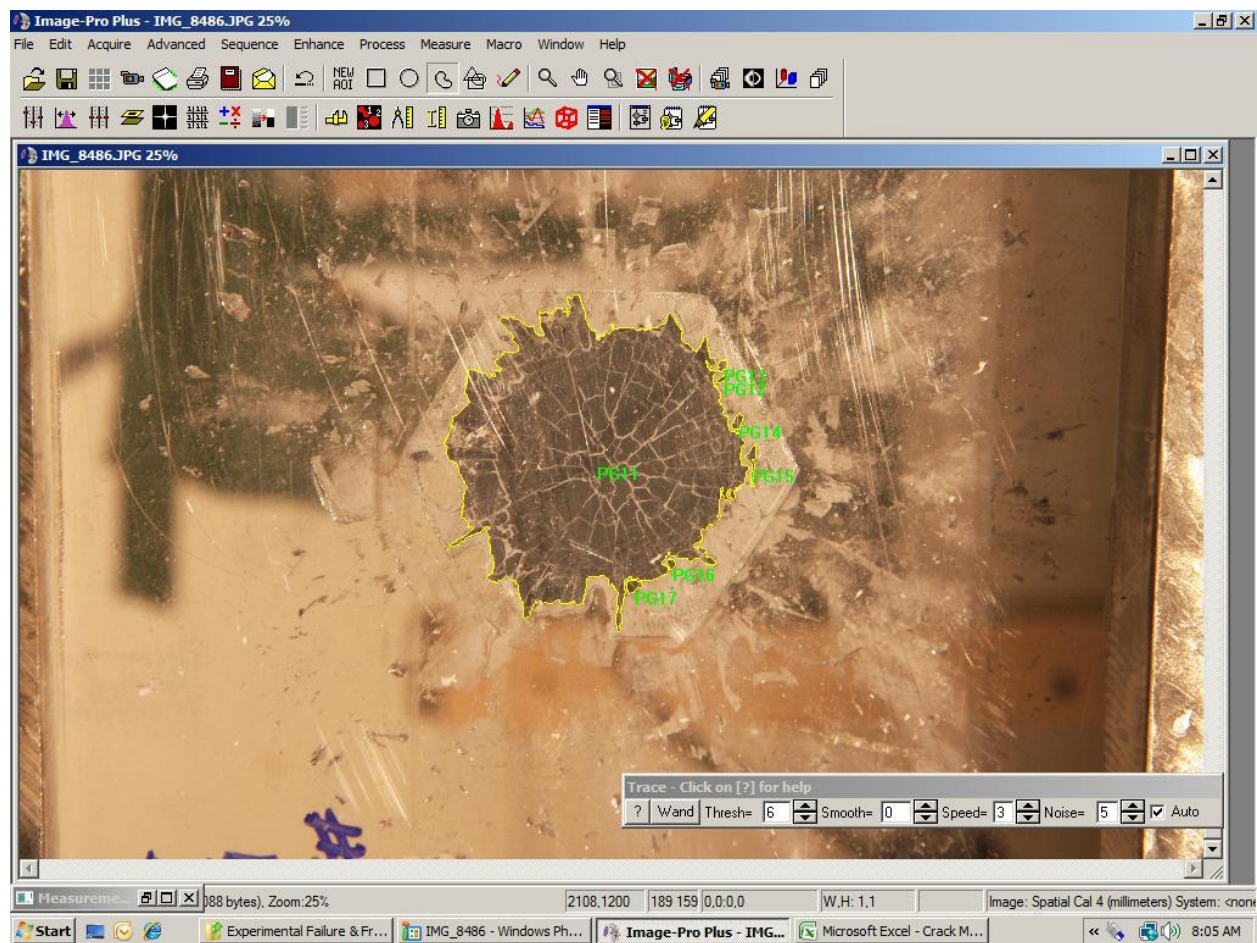 Image-Pro Plus - IMG_8486.JPG 25%
File Edit Acquire Advanced Sequence Enhance Process Measure Macro Window Help
NEW
AOI
IMG_8486.JPG 25%
PG12
PG14
PG11
PG15
PG16
PG17
Trace - Click on [?] for help
? Wand Thresh= 6 Smooth= 0 Speed= 3 Noise= 5 Auto
Measureme... 088 bytes), Zoom:25% 2108,1200 189 159 0,0:0,0 W,H: 1,1 Image: Spatial Cal 4 (millimeters) System: <none
Start Experimental Failure & Fr... IMG_8486 - Windows Ph... Image-Pro Plus - IMG... Microsoft Excel - Crack M... « 8:05 AM